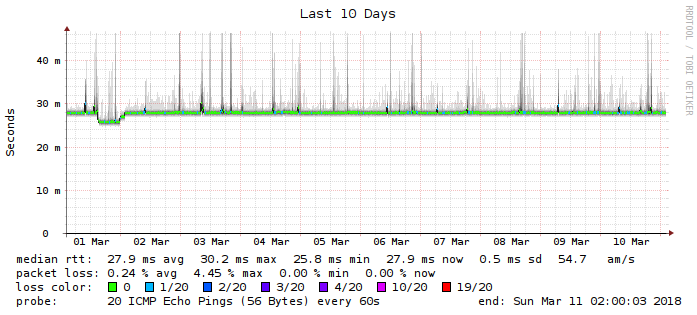 Last 10 Days
RRDTOOL / TOBI OETIKER
Seconds
40 m
30 m
20 m
10 m
0
01 Mar 02 Mar 03 Mar 04 Mar 05 Mar 06 Mar 07 Mar 08 Mar 09 Mar 10 Mar
median rtt: 27.9 ms avg 30.2 ms max 25.8 ms min 27.9 ms now 0.5 ms sd 54.7 am/s
packet loss: 0.24 % avg 4.45 % max 0.00 % min 0.00 % now
loss color: 0 1/20 2/20 3/20 4/20 10/20 19/20
probe: 20 ICMP Echo Pings (56 Bytes) every 60s end: Sun Mar 11 02:00:03 2018